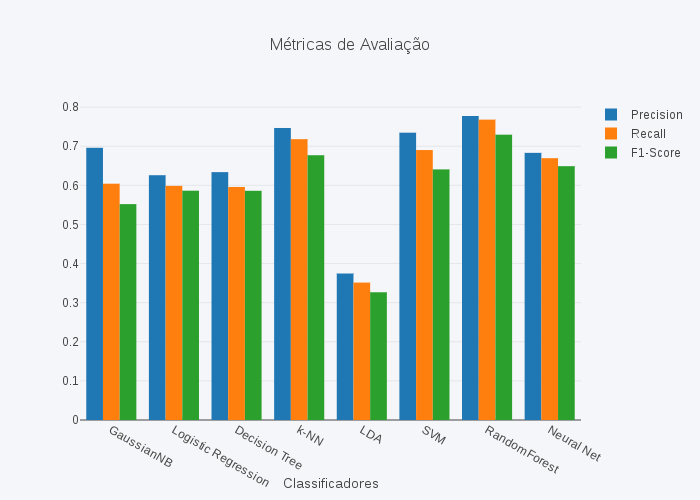 Métricas de Avaliação
0.8
0.7
0.6
0.5
0.4
0.3
0.2
0.1
0
Precision
Recall
F1-Score
GaussianNB
Logistic Regression
Decision Tree
k-NN
LDA
SVM
RandomForest
Neural Net
Classificadores